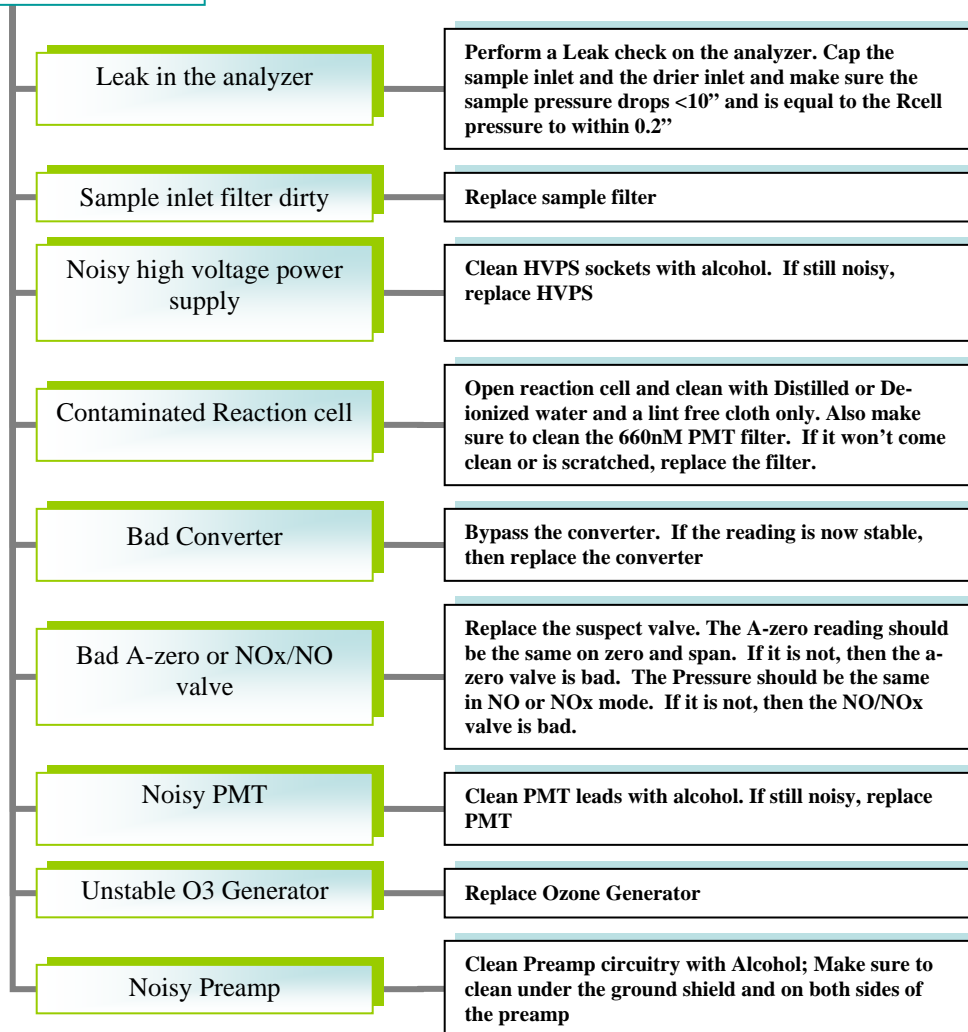 Leak in the analyzer
Perform a Leak check on the analyzer. Cap the
sample inlet and the drier inlet and make sure the
sample pressure drops <10” and is equal to the Rcell
pressure to within 0.2”
Sample inlet filter dirty
Replace sample filter
Noisy high voltage power
supply
Clean HVPS sockets with alcohol.  If still noisy,
replace HVPS
Contaminated Reaction cell
Open reaction cell and clean with Distilled or De-
ionized water and a lint free cloth only. Also make
sure to clean the 660nM PMT filter.  If it won’t come
clean or is scratched, replace the filter.
Bad Converter
Bypass the converter.  If the reading is now stable,
then replace the converter
Bad A-zero or NOx/NO
valve
Replace the suspect valve. The A-zero reading should
be the same on zero and span.  If it is not, then the a-
zero valve is bad.  The Pressure should be the same
in NO or NOx mode.  If it is not, then the NO/NOx
valve is bad.
Noisy PMT
Clean PMT leads with alcohol. If still noisy, replace
PMT
Unstable O3 Generator
Replace Ozone Generator
Noisy Preamp
Clean Preamp circuitry with Alcohol; Make sure to
clean under the ground shield and on both sides of
the preamp